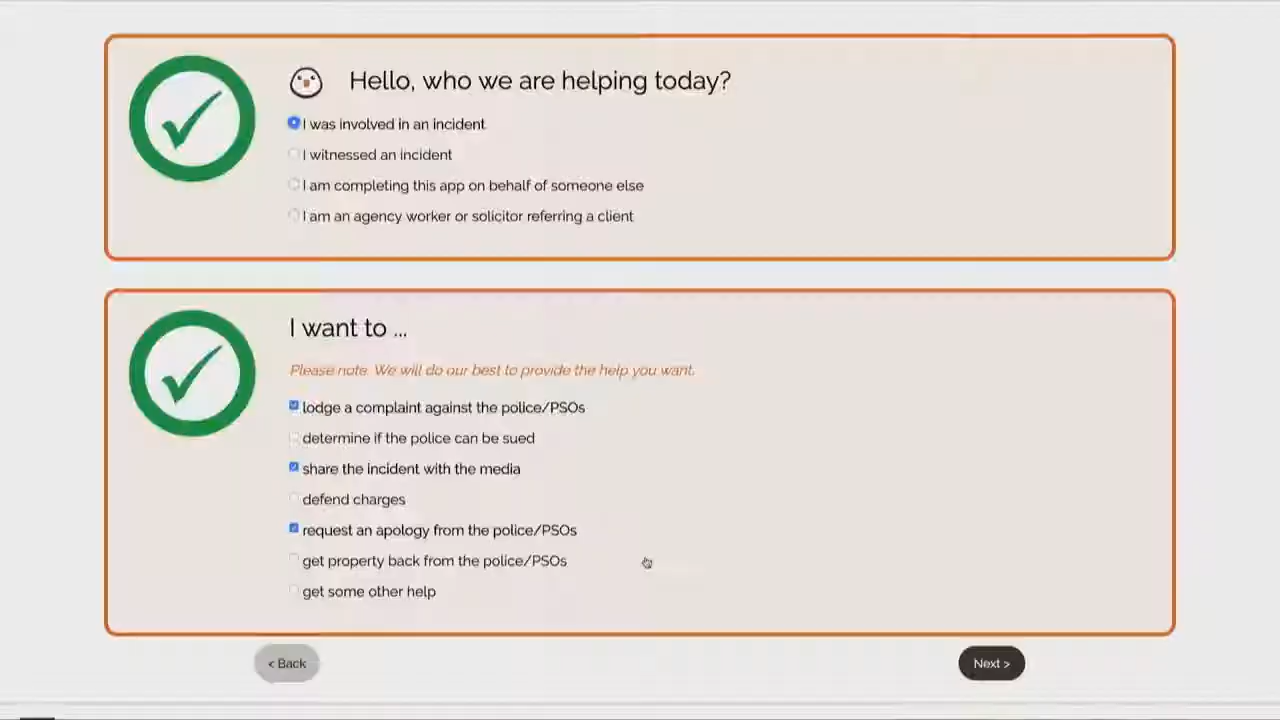 Hello, who we are helping today?
I was involved in an incident
I witnessed an incident
I am completing this app on behalf of someone else
I am an agency worker or solicitor referring a client
I want to ...
Please note: We will do our best to provide the help you want.
lodge a complaint against the police/PSOs
determine if the police can be sued
share the incident with the media
defend charges
request an apology from the police/PSOs
get property back from the police/PSOs
get some other help
< Back
Next >